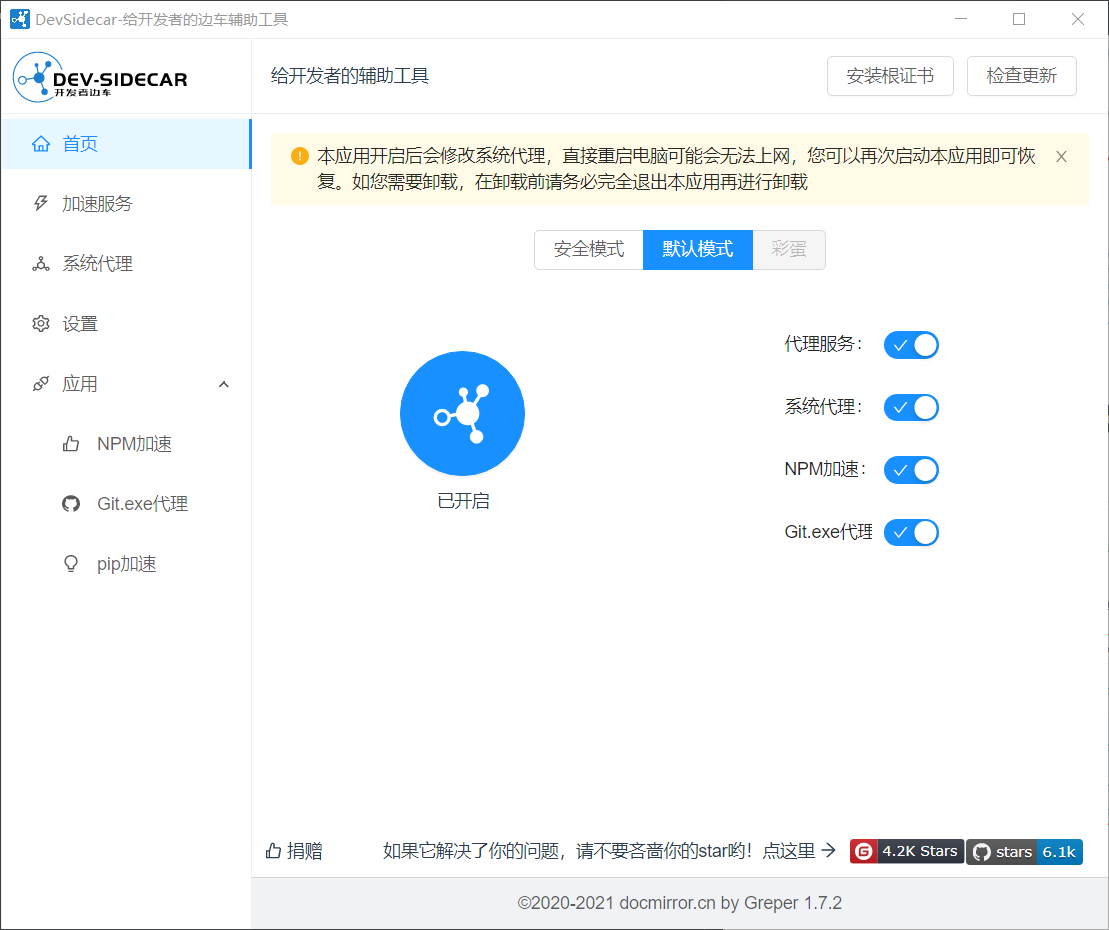 DevSidecar-给开发者的边车辅助工具
DEV-SIDECAR
开发者边车
给开发者的辅助工具
安装根证书
检查更新
首页
加速服务
系统代理
设置
应用
NPM加速
Git.exe代理
pip加速
本应用开启后会修改系统代理，直接重启电脑可能会无法上网，您可以再次启动本应用即可恢
复。如您需要卸载，在卸载前请务必完全退出本应用再进行卸载
安全模式
默认模式
彩蛋
已开启
代理服务：
系统代理：
NPM加速：
Git.exe代理
捐赠
如果它解决了你的问题，请不要吝啬你的star哟！点这里
4.2K Stars
stars 6.1k
©2020-2021 docmirror.cn by Greper 1.7.2